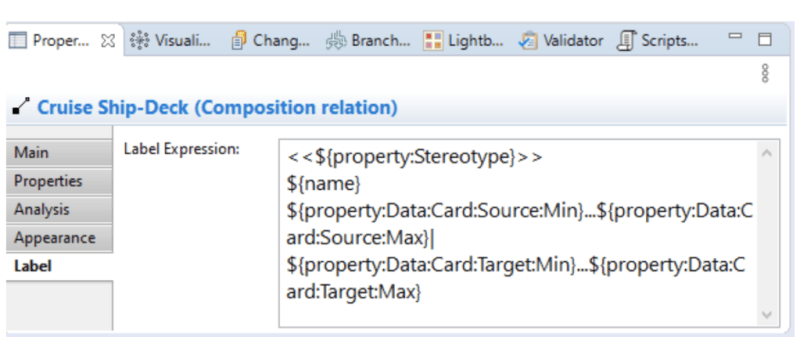 Proper... Visuali... Chang... Branch... Lightb... Validator Scripts...
Cruise Ship-Deck (Composition relation)
Main
Properties
Analysis
Appearance
Label
Label Expression:
<<${property:Stereotype}>>
${name}
${property:Data:Card:Source:Min}...${property:Data:C
ard:Source:Max}|
${property:Data:Card:Target:Min}...${property:Data:C
ard:Target:Max}